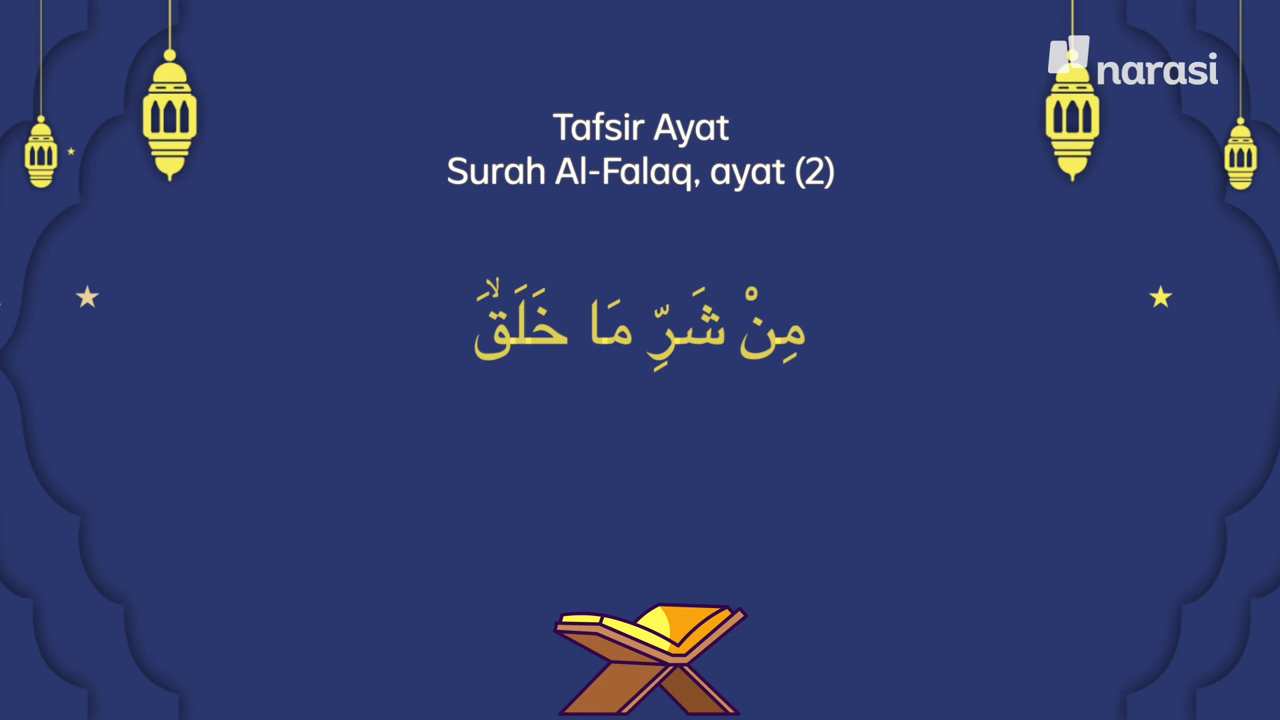 narasi
Tafsir Ayat
Surah Al-Falaq, ayat (2)
مِنْ شَرِّ مَا خَلَقَۙ